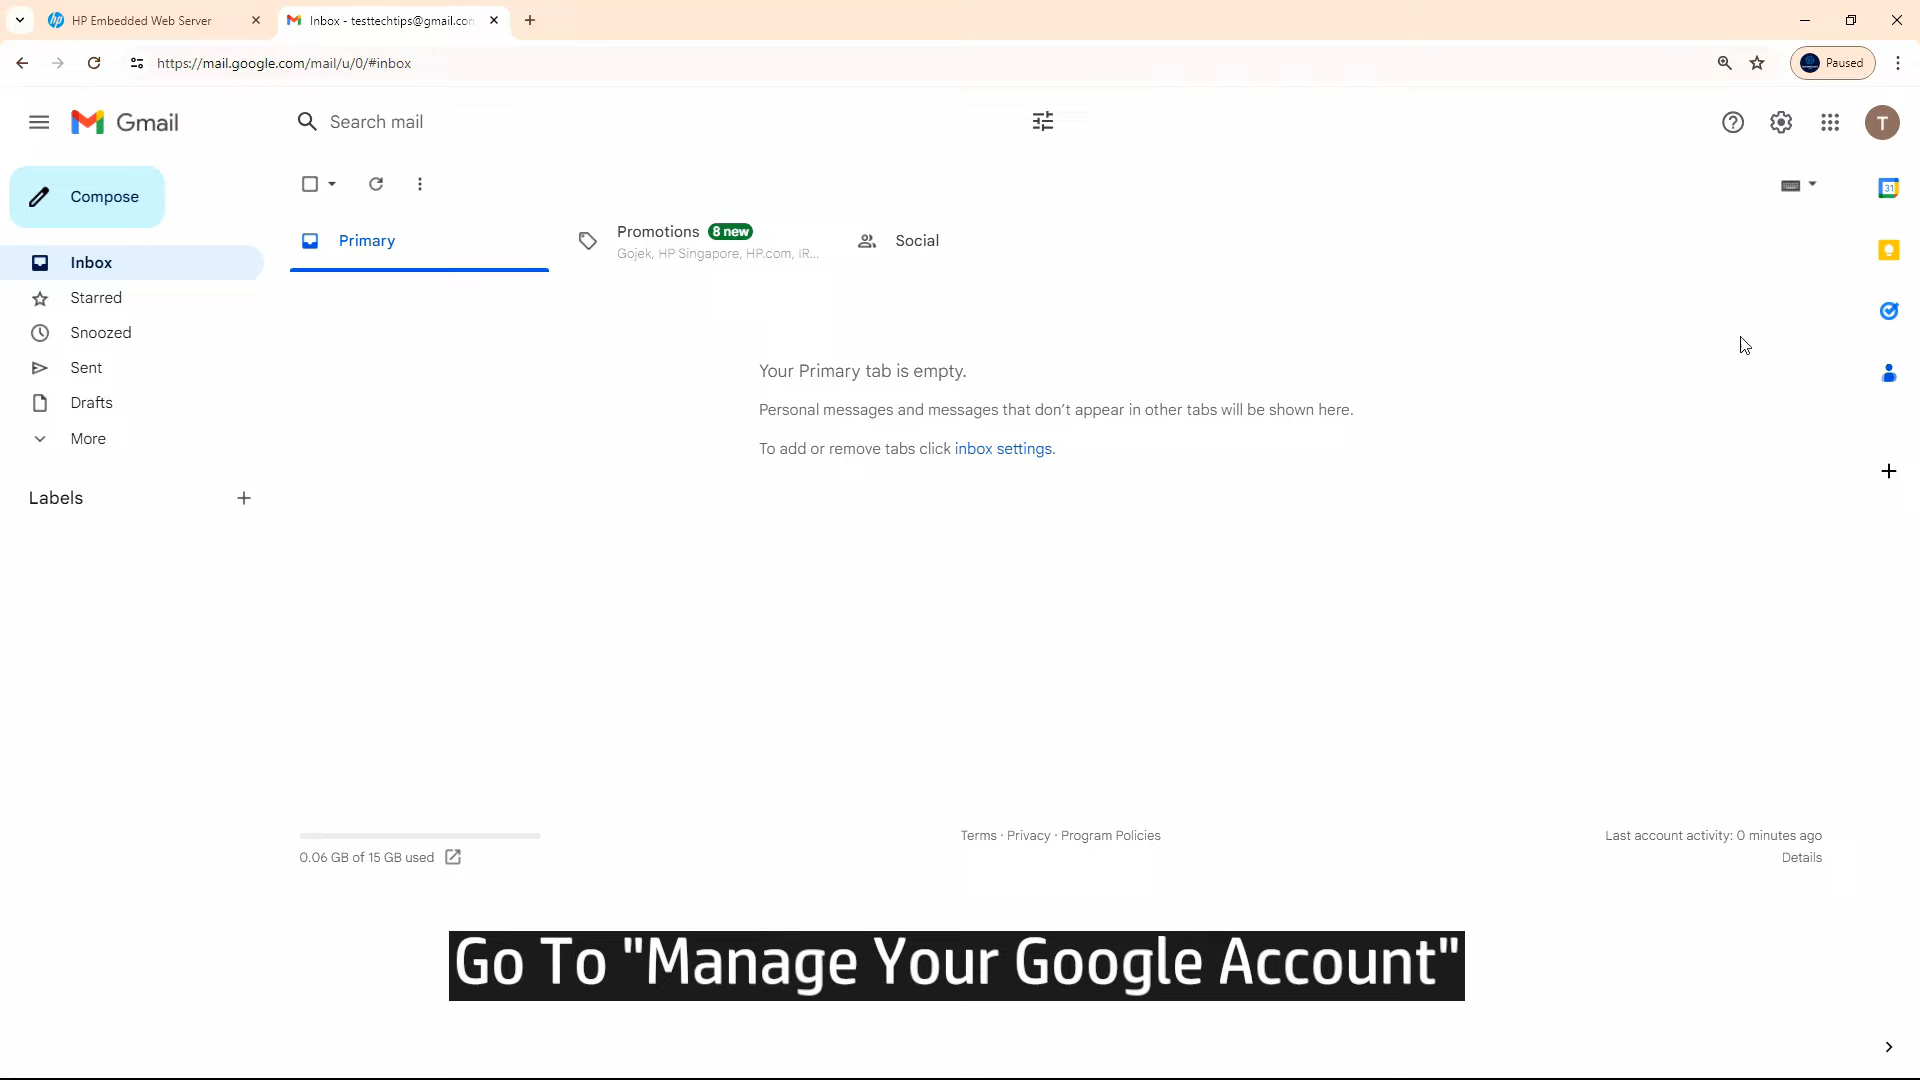 HP Embedded Web Server
Inbox - testtechtips@gmail.con
https://mail.google.com/mail/u/0/#inbox
Paused
Gmail
Search mail
T
Compose
31
Primary
Promotions 8 new
Gojek, HP Singapore, HP.com, IR...
Social
Inbox
Starred
Snoozed
Sent
Drafts
More
Labels
Your Primary tab is empty.
Personal messages and messages that don't appear in other tabs will be shown here.
To add or remove tabs click inbox settings.
0.06 GB of 15 GB used
Terms · Privacy · Program Policies
Last account activity: 0 minutes ago
Details
Go To "Manage Your Google Account"